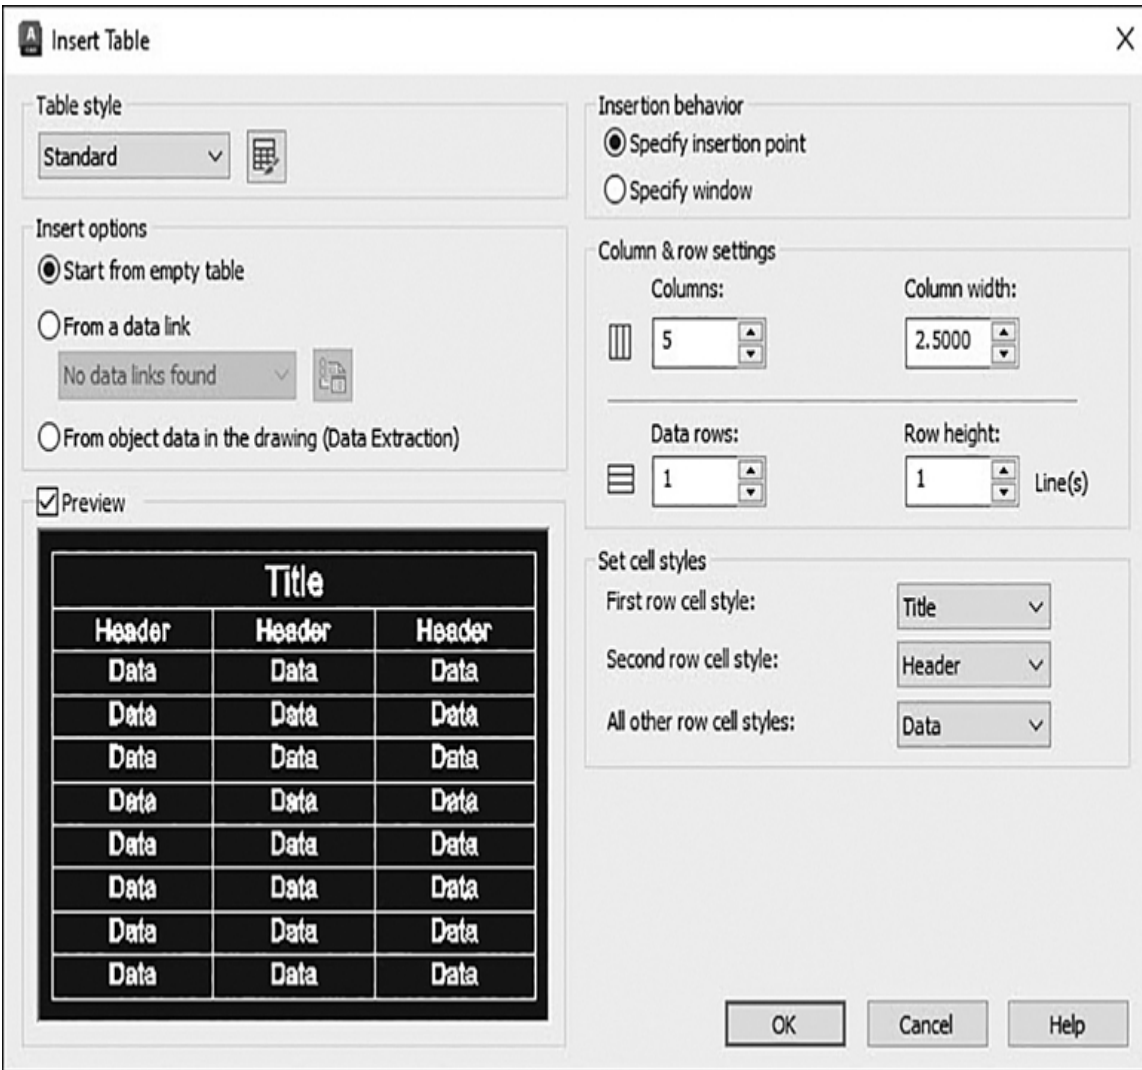 Insert Table
Table style
Standard
Insert options
Start from empty table
From a data link
No data links found
From object data in the drawing (Data Extraction)
Preview
Title
Header Header Header
Data Data Data
Data Data Data
Data Data Data
Data Data Data
Data Data Data
Data Data Data
Data Data Data
Data Data Data
Insertion behavior
Specify insertion point
Specify window
Column & row settings
Columns: Column width:
5 2.5000
Data rows: Row height:
1 1 Line(s)
Set cell styles
First row cell style: Title
Second row cell style: Header
All other row cell styles: Data
OK Cancel Help